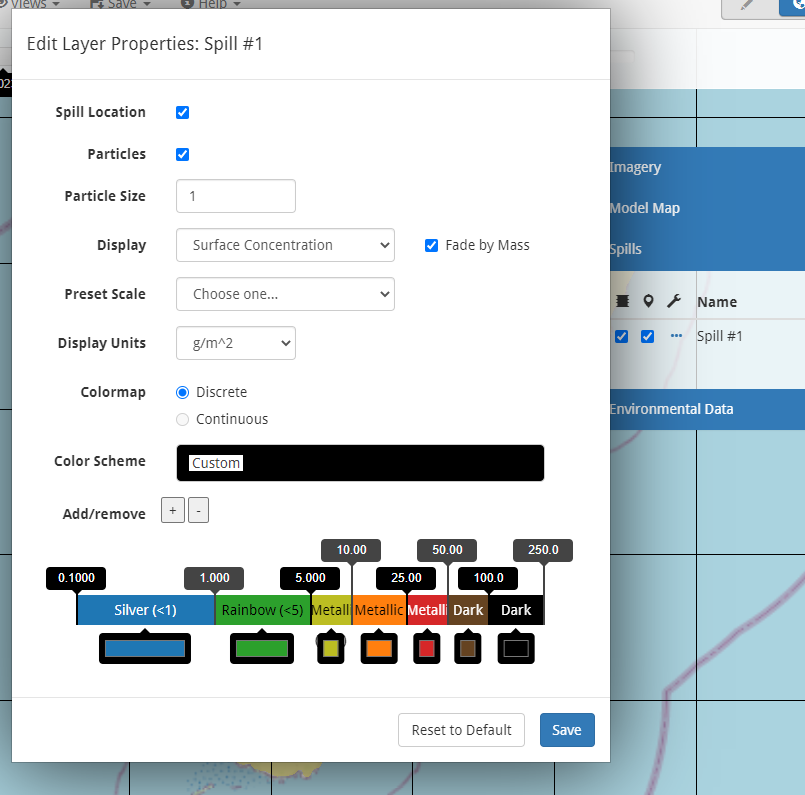 Views Save Help
Edit Layer Properties: Spill #1
Spill Location
Particles
Particle Size 1
Display Surface Concentration Fade by Mass
Preset Scale Choose one...
Display Units g/m^2
Colormap Discrete
Continuous
Color Scheme Custom
Add/remove + -
10.00 50.00 250.0
0.1000 1.000 5.000 25.00 100.0
Silver (<1) Rainbow (<5) Metalli Metallic Metalli Dark Dark
Reset to Default Save
Imagery
Model Map
Spills
Name
Spill #1
Environmental Data